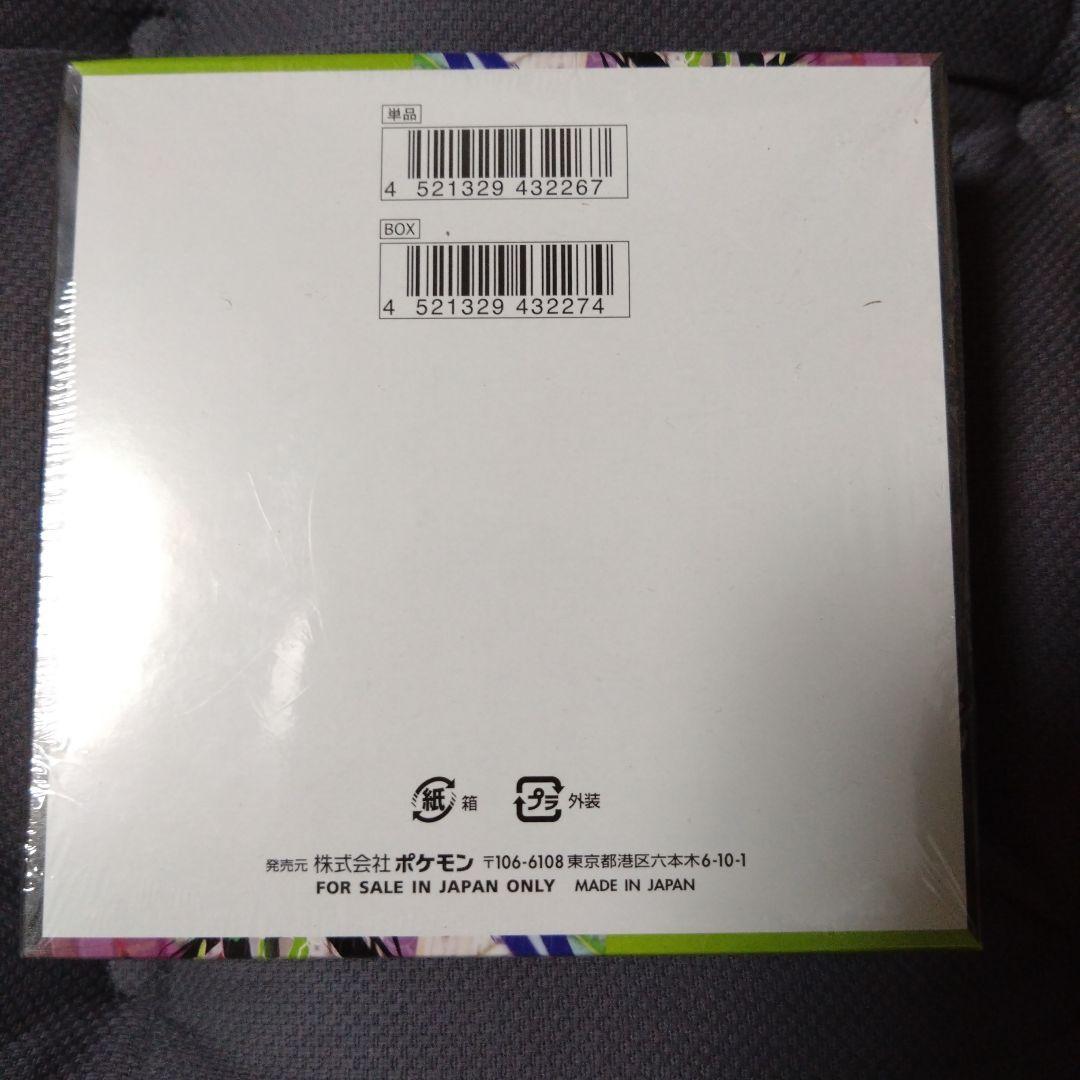 単品
4 521329 432267
BOX
4 521329 432274
紙 箱 プラ 外装
発売元 株式会社 ポケモン 〒106-6108 東京都港区六本木6-10-1
FOR SALE IN JAPAN ONLY MADE IN JAPAN